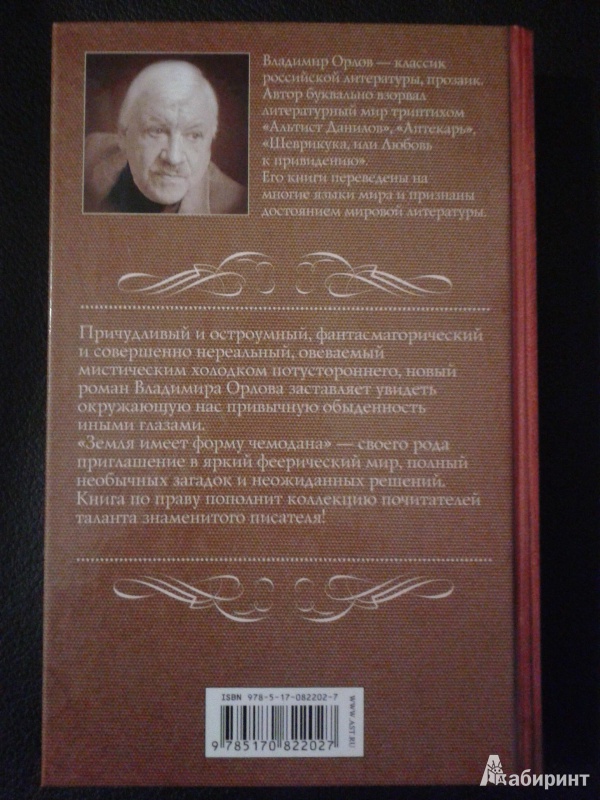 Владимир Орлов — классик
российской литературы, прозаик.
Автор буквально взорвал
литературный мир триптихом
«Альтист Данилов», «Аптекарь»,
«Шеврикука, или Любовь
к привидению».
Его книги переведены на
многие языки мира и признаны
достоянием мировой литературы.
Причудливый и остроумный, фантасмагорический
и совершенно нереальный, овеваемый
мистическим холодком потустороннего, новый
роман Владимира Орлова заставляет увидеть
окружающую нас привычную обыденность
иными глазами.
«Земля имеет форму чемодана» — своего рода
приглашение в яркий феерический мир, полный
необычных загадок и неожиданных решений.
Книга по праву пополнит коллекцию почитателей
таланта знаменитого писателя!
ISBN 978-5-17-082202-7
9 785170 822027
WWW.AST.RU
Лабиринт